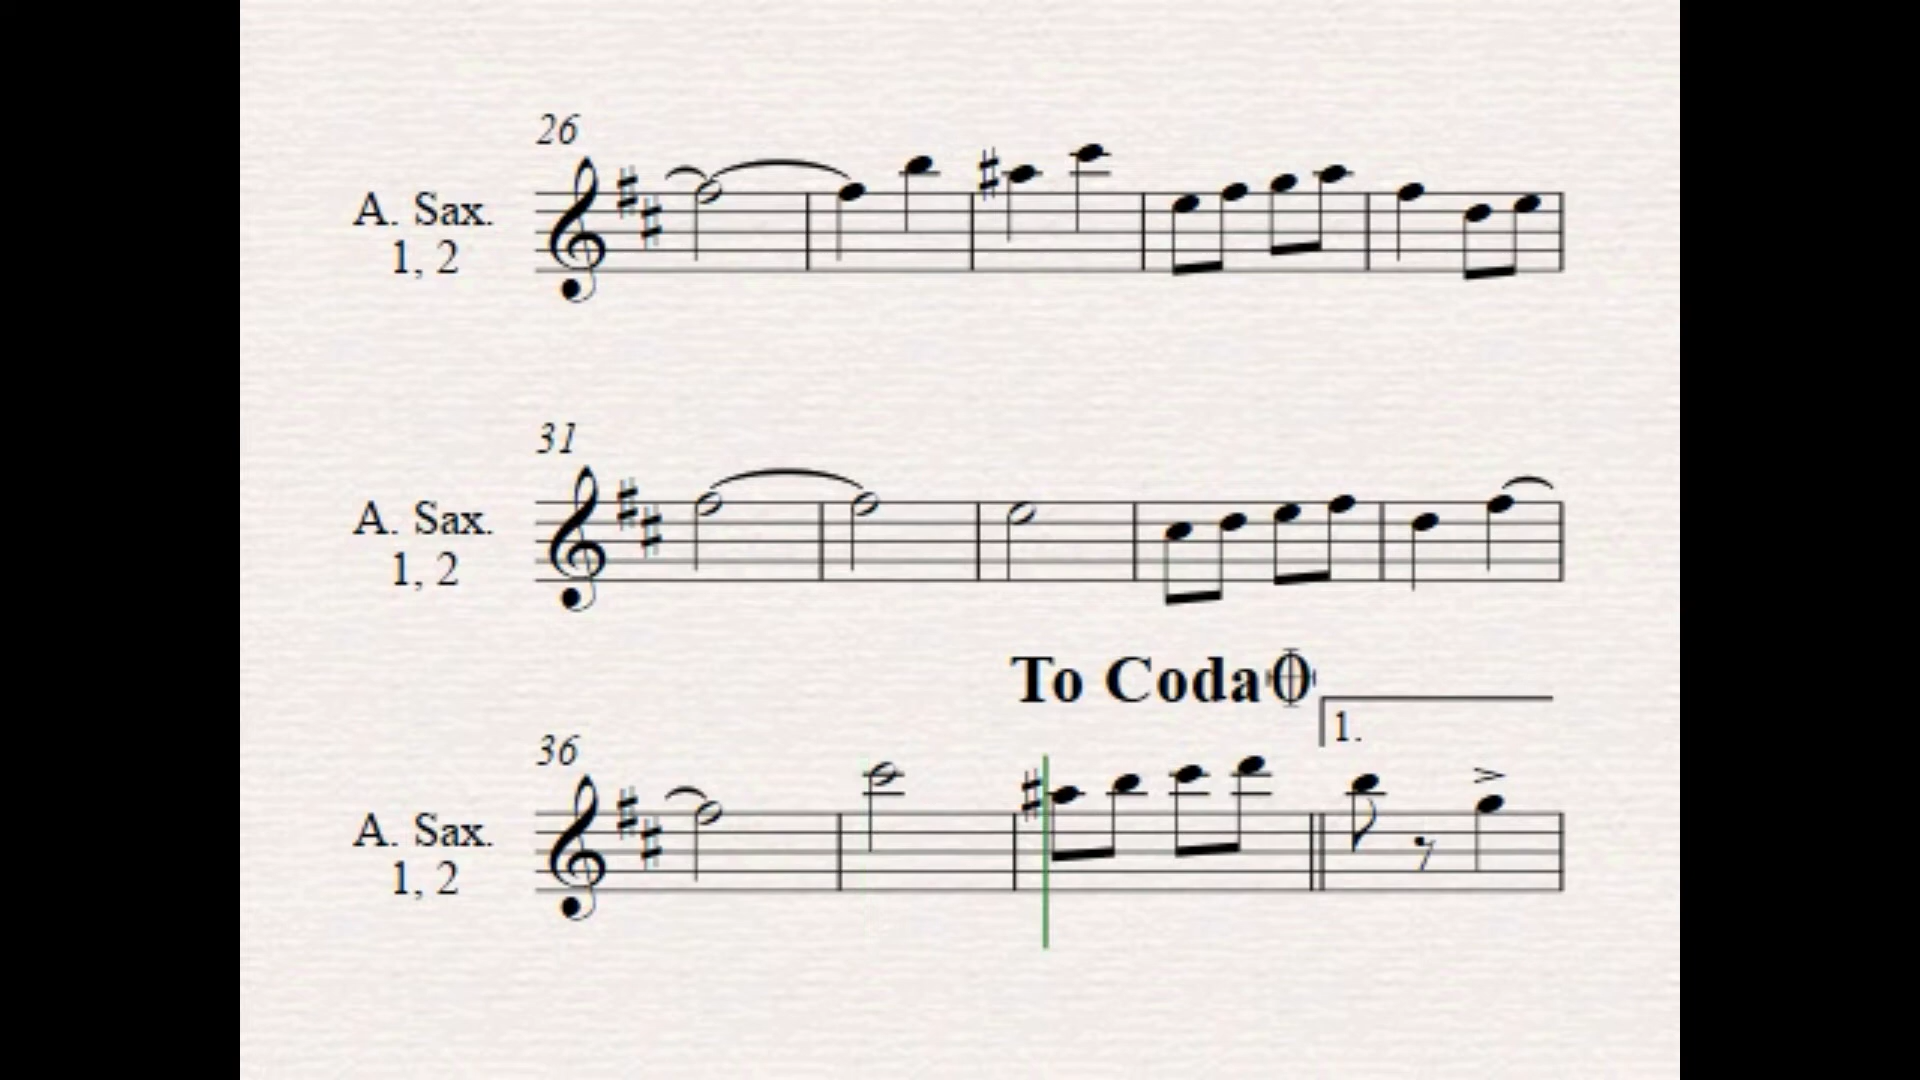 26
A. Sax.
1, 2
31
A. Sax.
1, 2
To Coda
1.
36
A. Sax.
1, 2